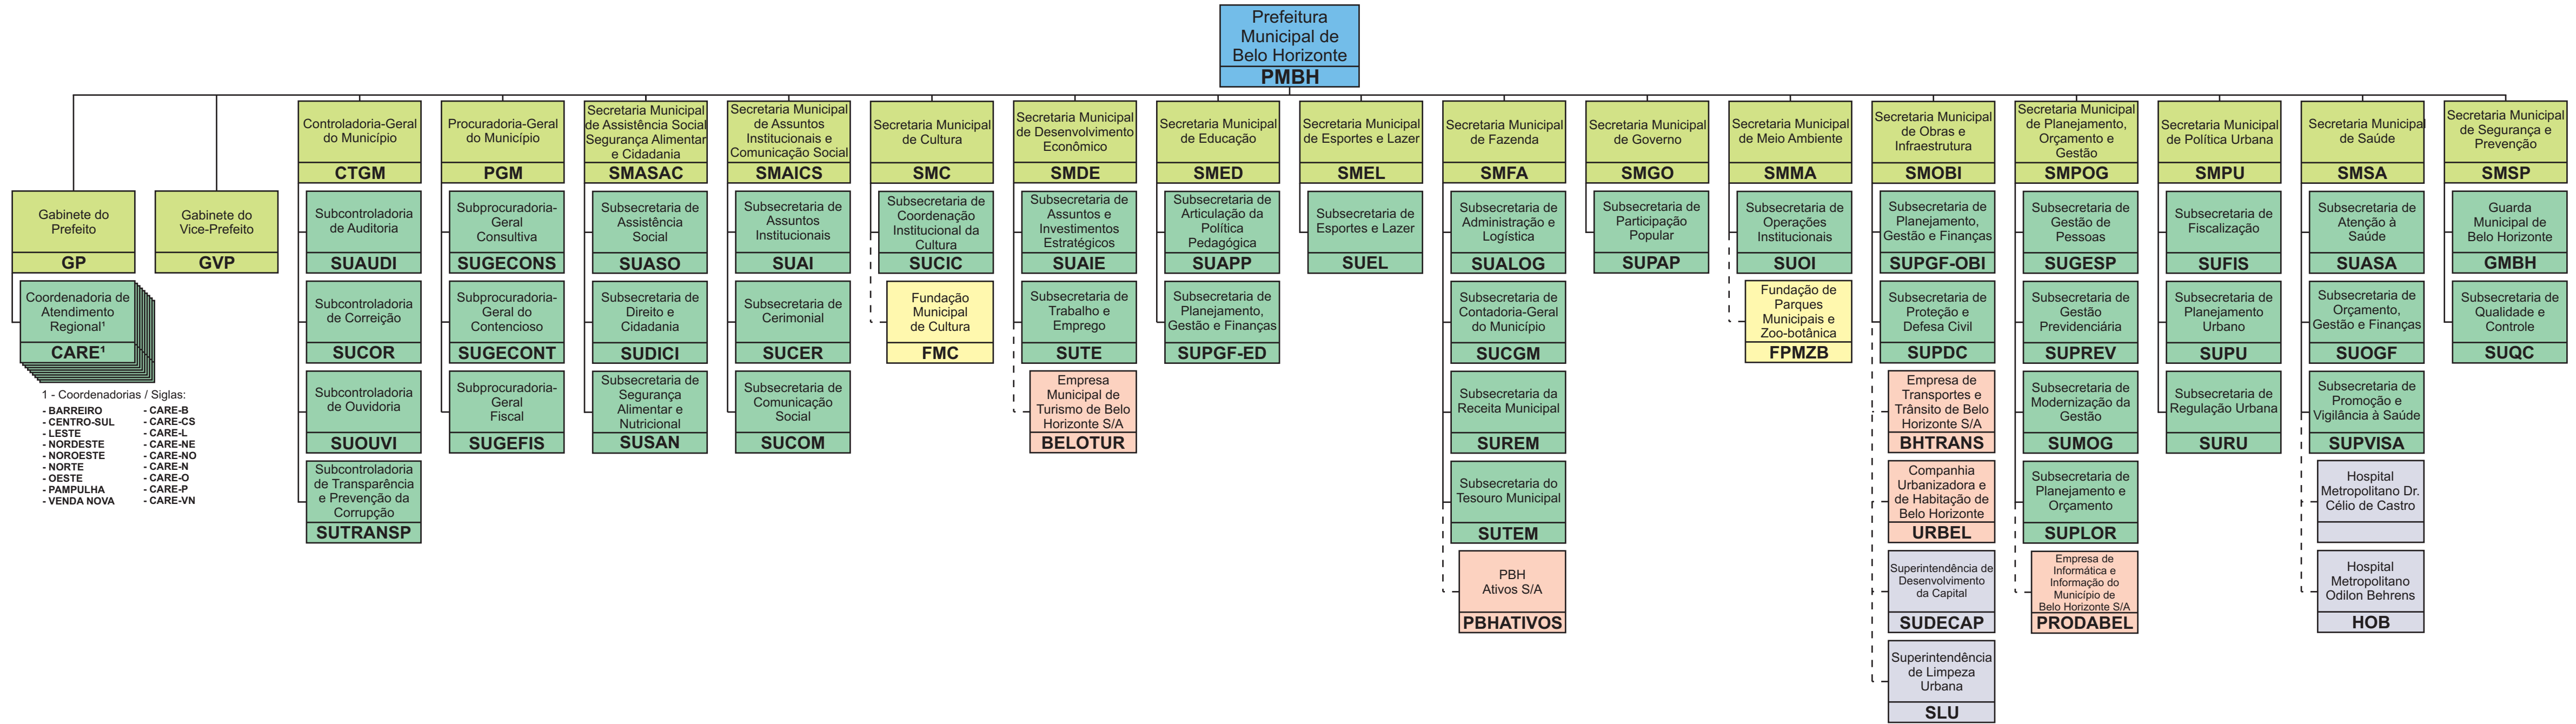 Prefeitura
Municipal de
Belo Horizonte
PMBH
Gabinete do
Prefeito
GP
Coordenadoria de
Atendimento
Regional¹
CARE¹
1 - Coordenadorias / Siglas:
- BARREIRO - CARE-B
- CENTRO-SUL - CARE-CS
- LESTE - CARE-L
- NORDESTE - CARE-NE
- NOROESTE - CARE-NO
- NORTE - CARE-N
- OESTE - CARE-O
- PAMPULHA - CARE-P
- VENDA NOVA - CARE-VN
Gabinete do
Vice-Prefeito
GVP
Controladoria-Geral
do Município
CTGM
Subcontroladoria
de Auditoria
SUAUDI
Subcontroladoria
de Correição
SUCOR
Subcontroladoria
de Ouvidoria
SUOUVI
Subcontroladoria
de Transparência
e Prevenção da
Corrupção
SUTRANSP
Procuradoria-Geral
do Município
PGM
Subprocuradoria-
Geral
Consultiva
SUGECONS
Subprocuradoria-
Geral do
Contencioso
SUGECONT
Subprocuradoria-
Geral
Fiscal
SUGEFIS
Secretaria Municipal
de Assistência Social
Segurança Alimentar
e Cidadania
SMASAC
Subsecretaria de
Assistência
Social
SUASO
Subsecretaria de
Direito e
Cidadania
SUDICI
Subsecretaria de
Segurança
Alimentar e
Nutricional
SUSAN
Secretaria Municipal
de Assuntos
Institucionais e
Comunicação Social
SMAICS
Subsecretaria de
Assuntos
Institucionais
SUAI
Subsecretaria de
Cerimonial
SUCER
Subsecretaria de
Comunicação
Social
SUCOM
Secretaria Municipal
de Cultura
SMC
Subsecretaria de
Coordenação
Institucional da
Cultura
SUCIC
Fundação
Municipal
de Cultura
FMC
Secretaria Municipal
de Desenvolvimento
Econômico
SMDE
Subsecretaria de
Assuntos e
Investimentos
Estratégicos
SUAIE
Subsecretaria de
Trabalho e
Emprego
SUTE
Empresa
Municipal de
Turismo de Belo
Horizonte S/A
BELOTUR
Secretaria Municipal
de Educação
SMED
Subsecretaria de
Articulação da
Política
Pedagógica
SUAPP
Subsecretaria de
Planejamento,
Gestão e Finanças
SUPGF-ED
Secretaria Municipal
de Esportes e Lazer
SMEL
Subsecretaria de
Esportes e Lazer
SUEL
Secretaria Municipal
de Fazenda
SMFA
Subsecretaria de
Administração e
Logística
SUALOG
Subsecretaria de
Contadoria-Geral
do Município
SUCGM
Subsecretaria da
Receita Municipal
SUREM
Subsecretaria do
Tesouro Municipal
SUTEM
PBH
Ativos S/A
PBHATIVOS
Secretaria Municipal
de Governo
SMGO
Subsecretaria de
Participação
Popular
SUPAP
Secretaria Municipal
de Meio Ambiente
SMMA
Subsecretaria de
Operações
Institucionais
SUOI
Fundação de
Parques
Municipais e
Zoo-botânica
FPMZB
Secretaria Municipal
de Obras e
Infraestrutura
SMOBI
Subsecretaria de
Planejamento,
Gestão e Finanças
SUPGF-OBI
Subsecretaria de
Proteção e
Defesa Civil
SUPDC
Empresa de
Transportes e
Trânsito de Belo
Horizonte S/A
BHTRANS
Companhia
Urbanizadora e
de Habitação de
Belo Horizonte
URBEL
Superintendência de
Desenvolvimento
da Capital
SUDECAP
Superintendência
de Limpeza
Urbana
SLU
Secretaria Municipal
de Planejamento,
Orçamento e
Gestão
SMPOG
Subsecretaria de
Gestão de
Pessoas
SUGESP
Subsecretaria de
Gestão
Previdenciária
SUPREV
Subsecretaria de
Modernização da
Gestão
SUMOG
Subsecretaria de
Planejamento e
Orçamento
SUPLOR
Empresa de
Informática e
Informação do
Município de
Belo Horizonte S/A
PRODABEL
Secretaria Municipal
de Política Urbana
SMPU
Subsecretaria de
Fiscalização
SUFIS
Subsecretaria de
Planejamento
Urbano
SUPU
Subsecretaria de
Regulação Urbana
SURU
Secretaria Municipal
de Saúde
SMSA
Subsecretaria de
Atenção à
Saúde
SUASA
Subsecretaria de
Orçamento,
Gestão e Finanças
SUOGF
Subsecretaria de
Promoção e
Vigilância à Saúde
SUPVISA
Hospital
Metropolitano Dr.
Célio de Castro
Hospital
Metropolitano
Odilon Behrens
HOB
Secretaria Municipal
de Segurança e
Prevenção
SMSP
Guarda
Municipal de
Belo Horizonte
GMBH
Subsecretaria de
Qualidade e
Controle
SUQC